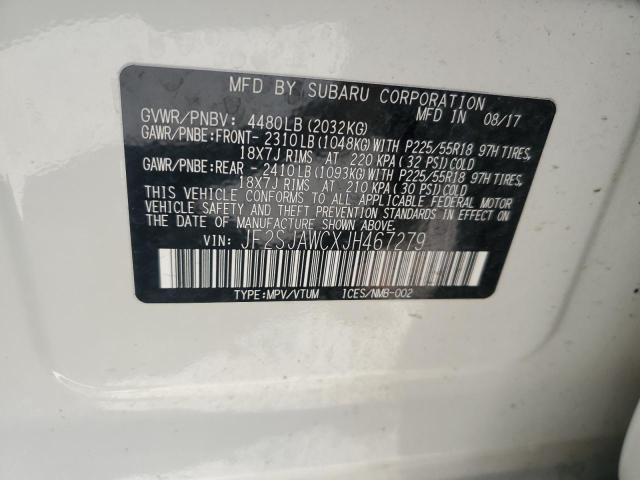 MFD BY SUBARU CORPORATION
MFD IN 08/17
GVWR/PNBV: 4480LB (2032KG)
GAWR/PNBE:FRONT- 2310LB (1048KG) WITH P225/55R18 97H TIRES,
18X7J RIMS AT 220 KPA (32 PSI) COLD
GAWR/PNBE:REAR - 2410LB (1093KG) WITH P225/55R18 97H TIRES,
18X7J RIMS AT 210 KPA (30 PSI) COLD
THIS VEHICLE CONFORMS TO ALL APPLICABLE FEDERAL MOTOR
VEHICLE SAFETY AND THEFT PREVENTION STANDARDS IN EFFECT
ON THE DATE OF MANUFACTURE SHOWN ABOVE.
VIN: JF2SJAWCXJH467279
TYPE:MPV/VTUM 1CES/NMB-002